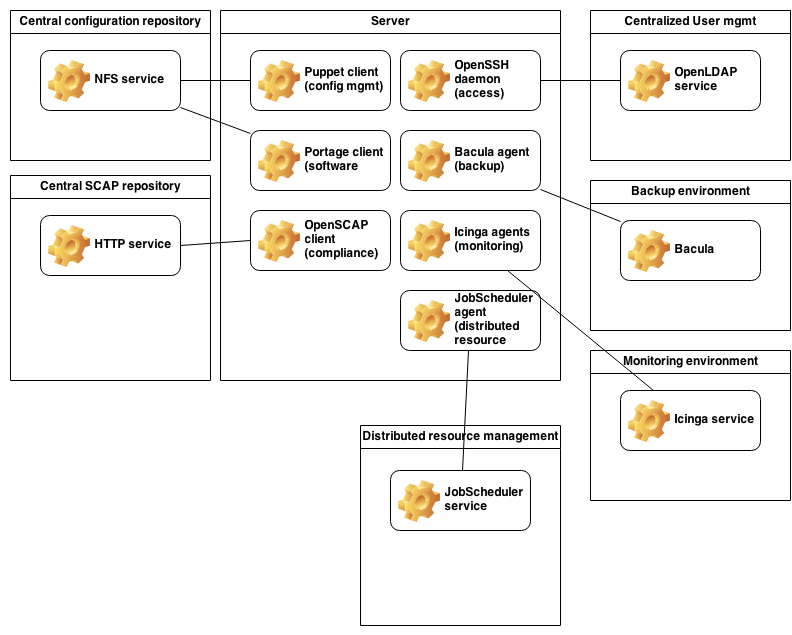 Central configuration repository
NFS service
Central SCAP repository
HTTP service
Server
Puppet client
(config mgmt)
OpenSSH
daemon
(access)
Portage client
(software
Bacula agent
(backup)
OpenSCAP
client
(compliance)
Icinga agents
(monitoring)
JobScheduler
agent
(distributed
resource
Centralized User mgmt
OpenLDAP
service
Backup environment
Bacula
Monitoring environment
Icinga service
Distributed resource management
JobScheduler
service